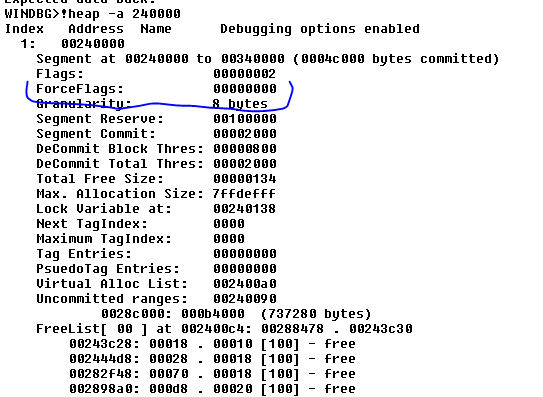 Expected data back.
WINDBG>!heap -a 240000
Index   Address  Name      Debugging options enabled
  1:   00240000
    Segment at 00240000 to 00340000 (0004c000 bytes committed)
    Flags:                00000002
    ForceFlags:           00000000
    Granularity:          8 bytes
    Segment Reserve:      00100000
    Segment Commit:       00002000
    DeCommit Block Thres: 00000800
    DeCommit Total Thres: 00002000
    Total Free Size:      00000134
    Max. Allocation Size: 7ffdefff
    Lock Variable at:     00240138
    Next TagIndex:        0000
    Maximum TagIndex:     0000
    Tag Entries:          00000000
    PsuedoTag Entries:    00000000
    Virtual Alloc List:   002400a0
    Uncommitted ranges:   00240090
            0028c000: 000b4000  (737280 bytes)
    FreeList[ 00 ] at 002400c4: 00288478 . 00243c30
        00243c28: 00018 . 00010 [100] - free
        002444d8: 00028 . 00018 [100] - free
        00282f48: 00070 . 00018 [100] - free
        002898a0: 000d8 . 00020 [100] - free